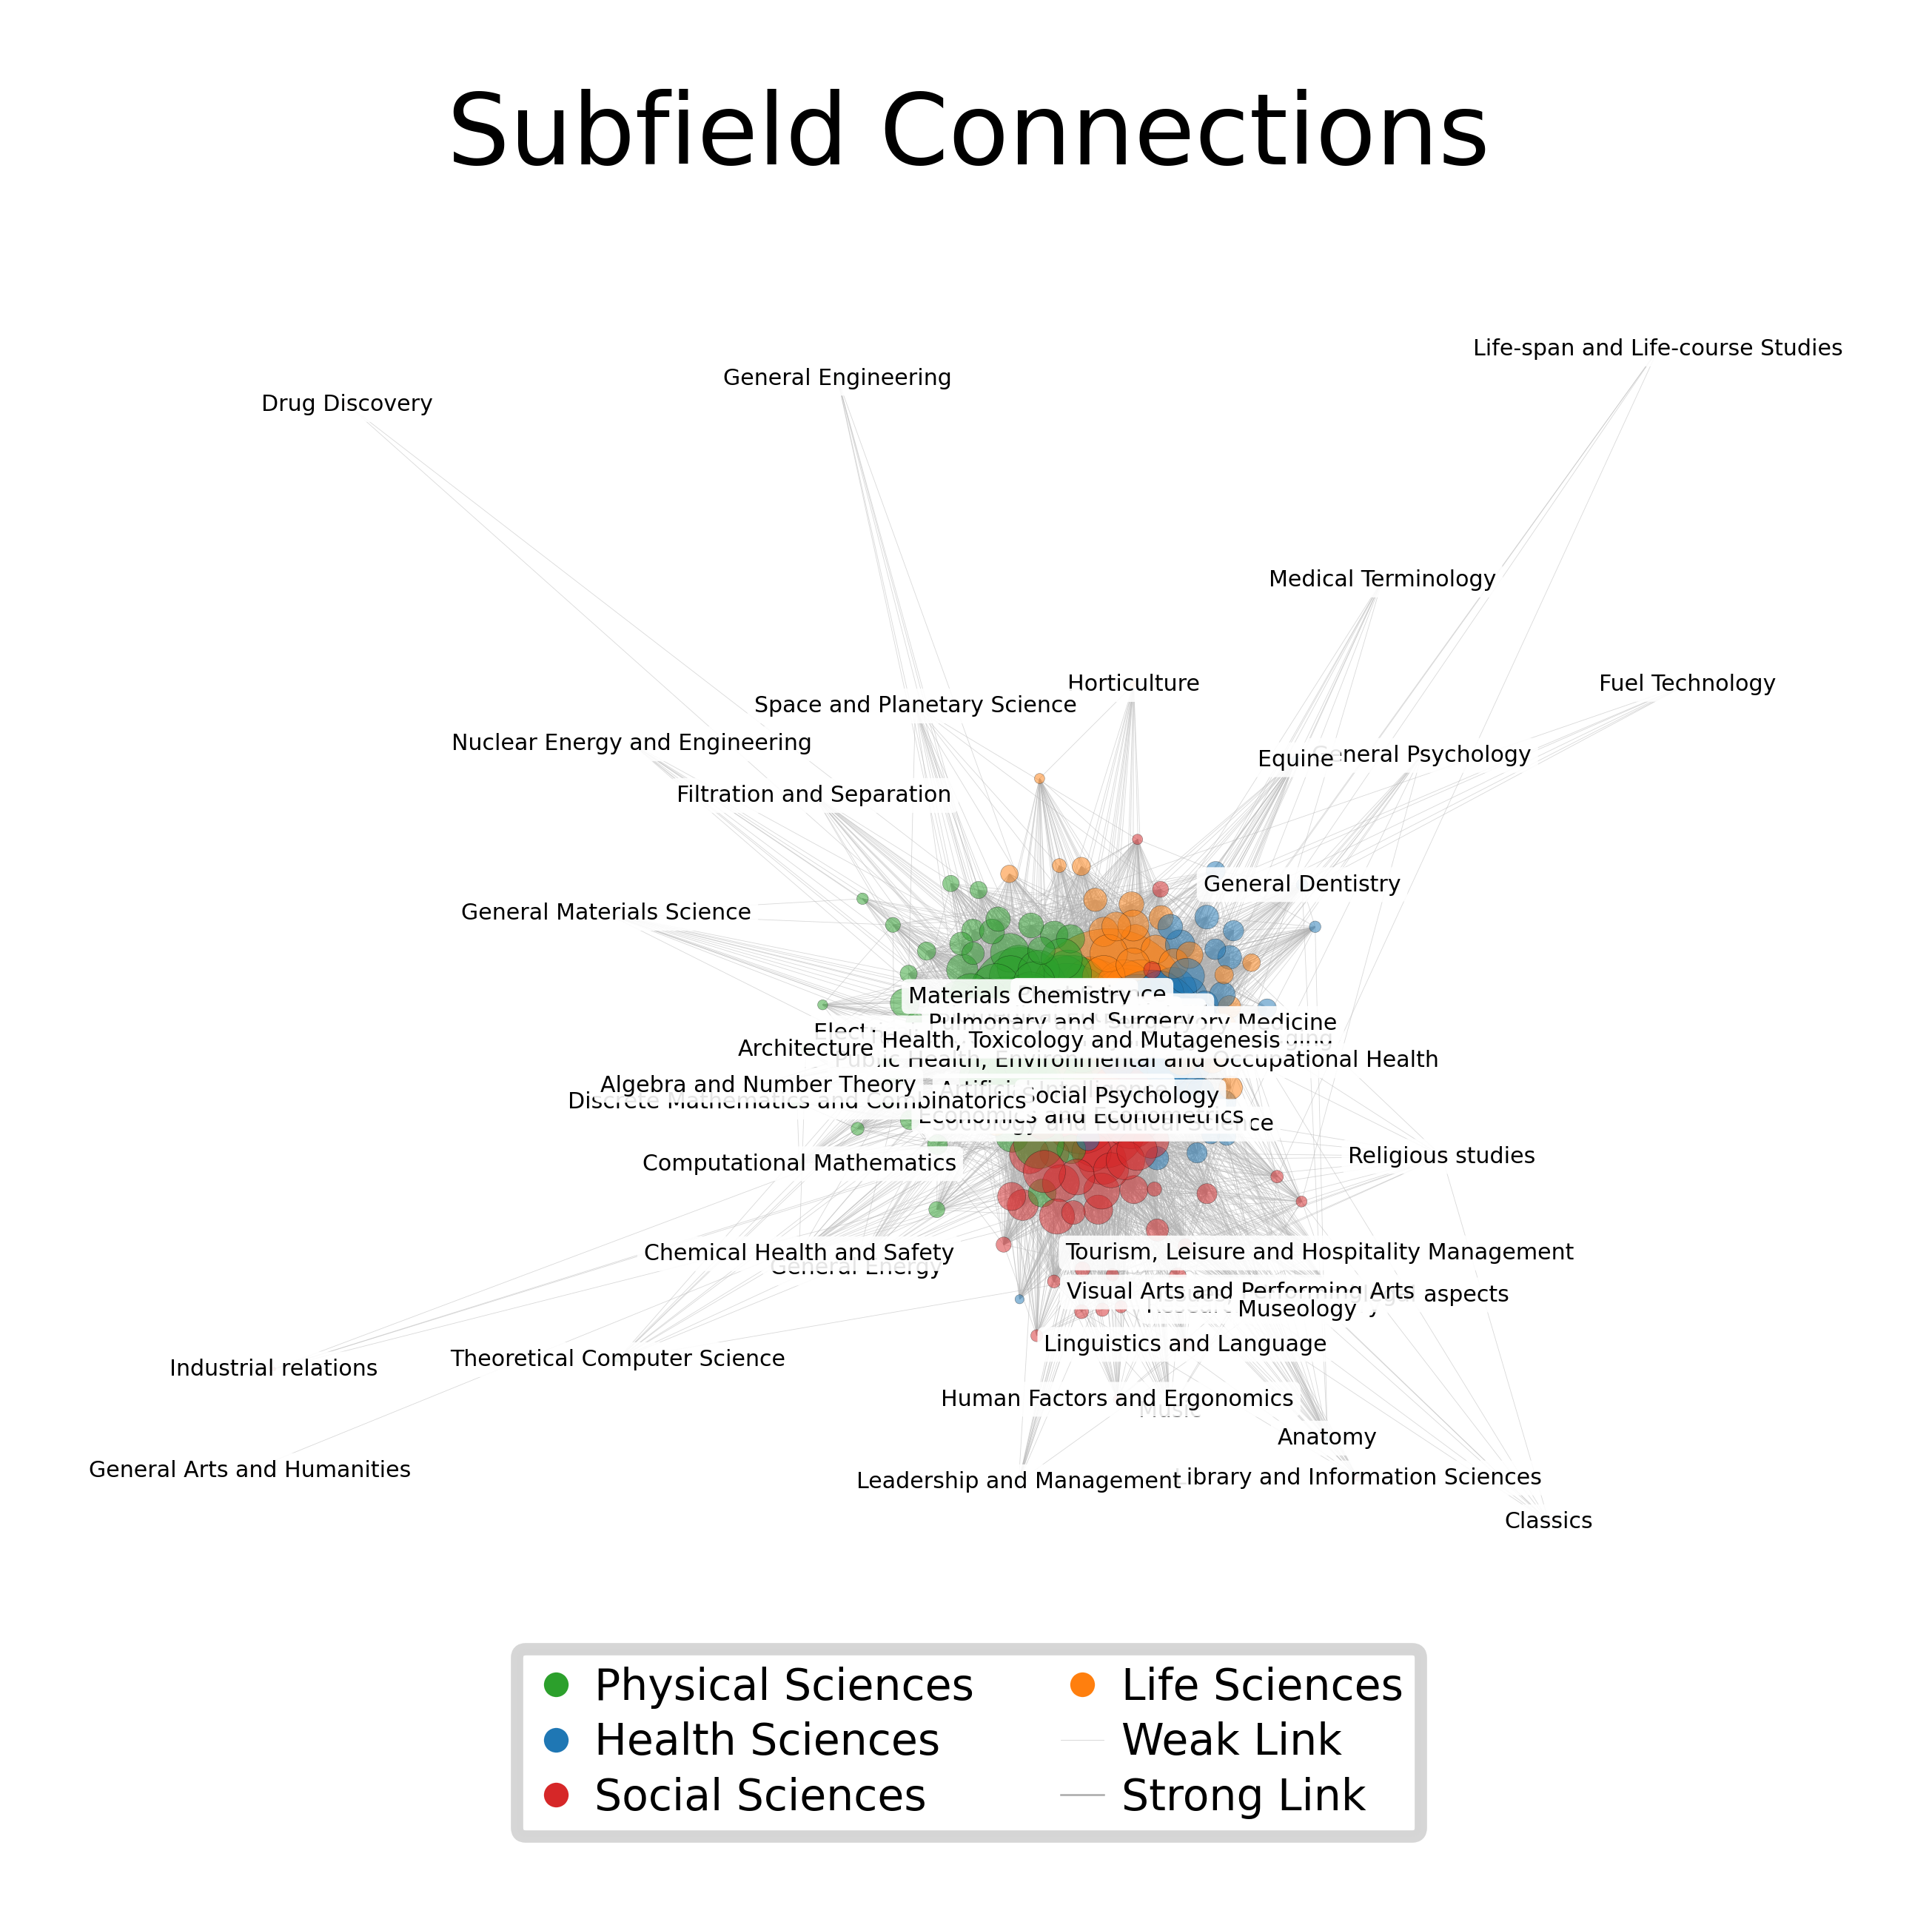 Subfield Connections
Life-span and Life-course Studies
General Engineering
Drug Discovery
Medical Terminology
Horticulture
Fuel Technology
Space and Planetary Science
Nuclear Energy and Engineering
General Psychology
Equine
Filtration and Separation
General Dentistry
General Materials Science
Materials Chemistry
Pulmonary and
Surgery
Medicine
Health, Toxicology and Mutagenesis
Architecture
Public Health, Environmental and Occupational Health
Algebra and Number Theory
Artificial Intelligence
Social Psychology
Discrete Mathematics and Combinatorics
Economics and Econometrics
Sociology and Political Science
Religious studies
Computational Mathematics
Tourism, Leisure and Hospitality Management
Chemical Health and Safety
General Energy
Visual Arts and Performing Arts
aspects
Museology
Linguistics and Language
Theoretical Computer Science
Industrial relations
Human Factors and Ergonomics
Music
Anatomy
General Arts and Humanities
Leadership and Management
Library and Information Sciences
Classics
Physical Sciences
Health Sciences
Social Sciences
Life Sciences
Weak Link
Strong Link